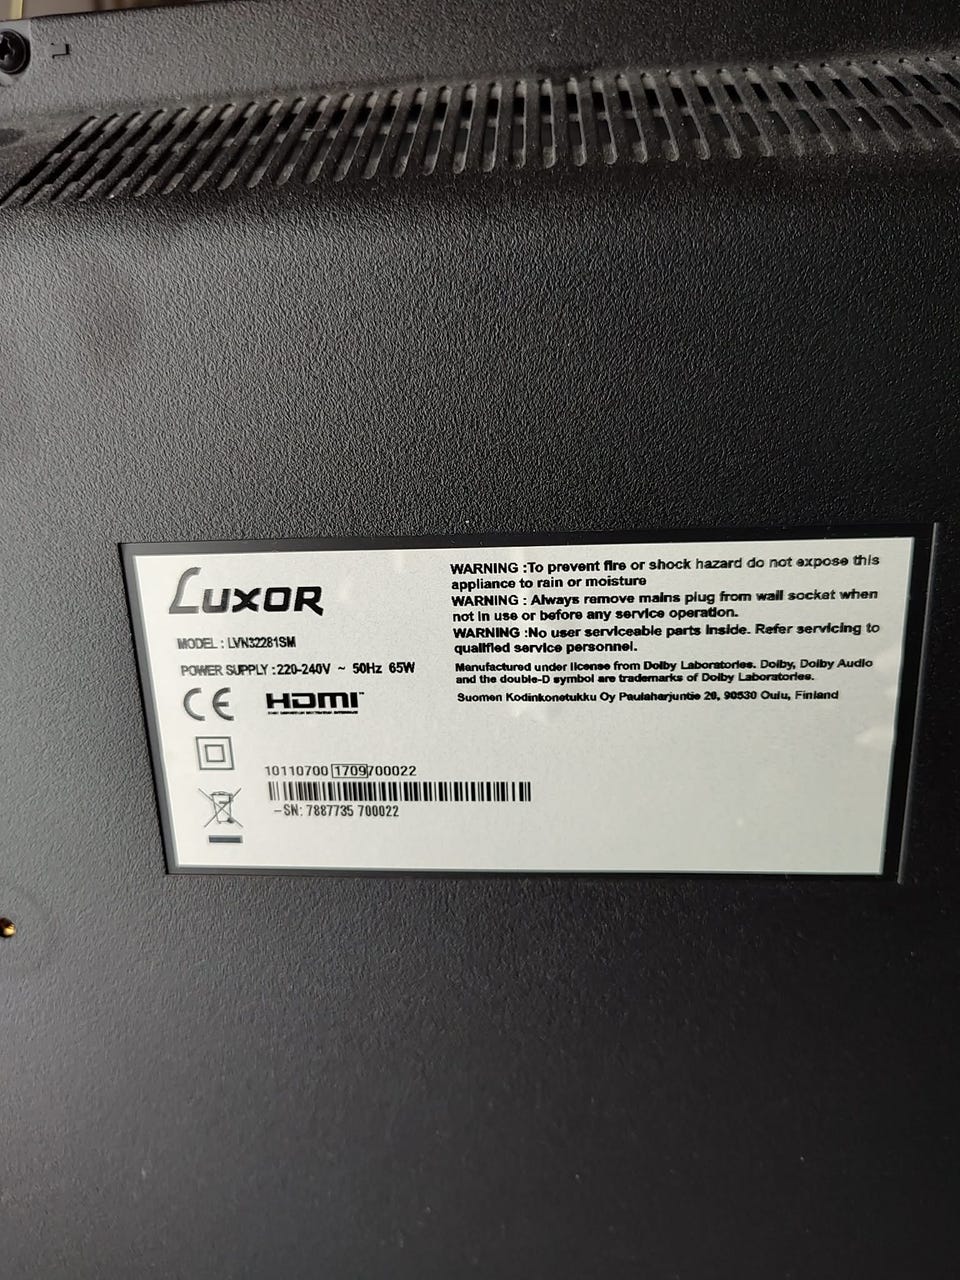 LUXOR
MODEL : LVN32281SM
POWER SUPPLY : 220-240V ~ 50Hz 65W
CE HDMI™
10110700 1709 700022
-SN: 7887735 700022
WARNING :To prevent fire or shock hazard do not expose this
appliance to rain or moisture
WARNING : Always remove mains plug from wall socket when
not in use or before any service operation.
WARNING :No user serviceable parts inside. Refer servicing to
qualified service personnel.
Manufactured under license from Dolby Laboratories. Dolby, Dolby Audio
and the double-D symbol are trademarks of Dolby Laboratories.
Suomen Kodinkonetukku Oy Paulaharjuntie 20, 90530 Oulu, Finland